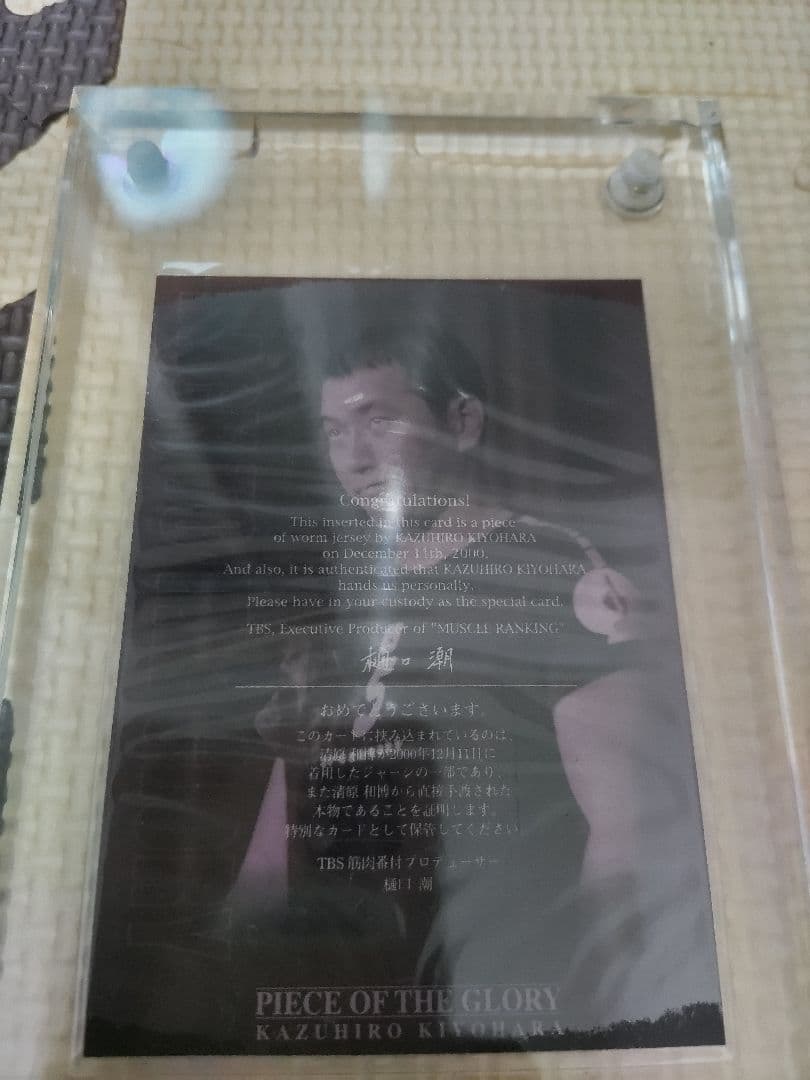 Congratulations!
This inserted in this card is a piece
of worm jersey by KAZUHIRO KIYOHARA
on December 11th, 2000.
And also, it is authenticated that KAZUHIRO KIYOHARA
hands us personally.
Please have in your custody as the special card.
TBS, Executive Producer of "MUSCLE RANKING"
樋口 潮
おめでとうございます。
このカードに挟み込まれているのは、
清原 和博が2000年12月11日に
着用したジャージの一部であり、
また清原 和博から直接手渡された
本物であることを証明します。
特別なカードとして保管してください。
TBS 筋肉番付プロデューサー
樋口 潮
PIECE OF THE GLORY
KAZUHIRO KIYOHARA